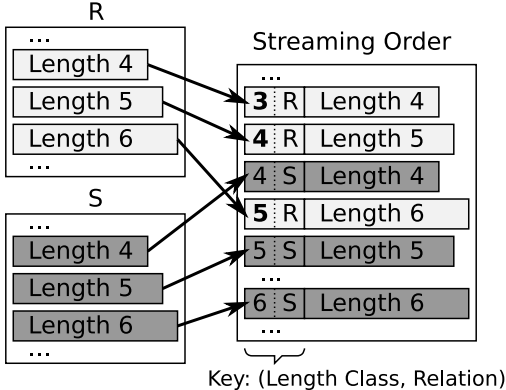 R
...
Length 4
Length 5
Length 6
...
S
...
Length 4
Length 5
Length 6
...
Streaming Order
...
3 R Length 4
4 R Length 5
4 S Length 4
5 R Length 6
5 S Length 5
...
6 S Length 6
...
Key: (Length Class, Relation)